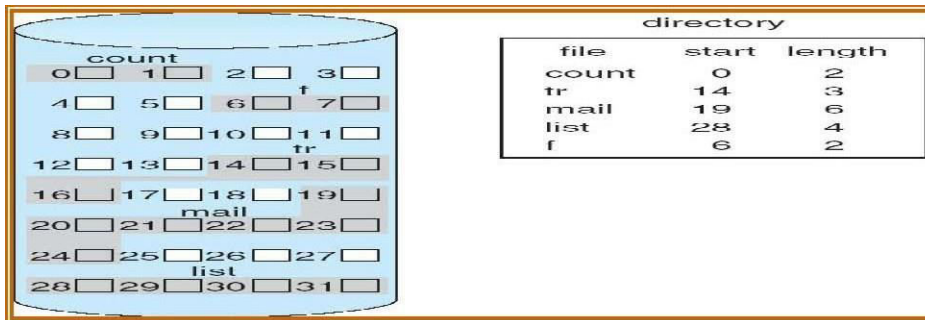 count
0 1 2 3
f
4 5 6 7
8 9 10 11
tr
12 13 14 15
16 17 18 19
mail
20 21 22 23
24 25 26 27
list
28 29 30 31
directory
file start length
count 0 2
tr 14 3
mail 19 6
list 28 4
f 6 2